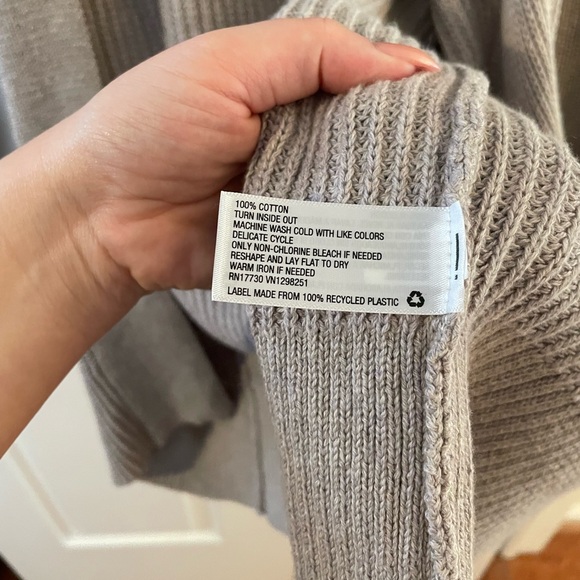 100% COTTON
TURN INSIDE OUT
MACHINE WASH COLD WITH LIKE COLORS
DELICATE CYCLE
ONLY NON-CHLORINE BLEACH IF NEEDED
RESHAPE AND LAY FLAT TO DRY
WARM IRON IF NEEDED
RN17730 VN1298251
LABEL MADE FROM 100% RECYCLED PLASTIC